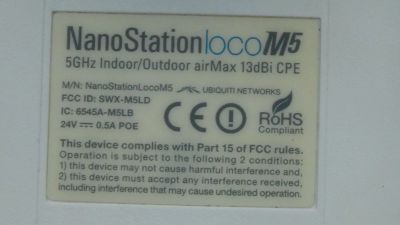 NanoStation loco M5
5GHz Indoor/Outdoor airMax 13dBi CPE
M/N: NanoStationLocoM5 UBIQUITI NETWORKS
FCC ID: SWX-M5LD
IC: 6545A-M5LB
24V 0.5A POE
CE
RoHS
Compliant
This device complies with Part 15 of FCC rules.
Operation is subject to the following 2 conditions:
1) this device may not cause harmful interference and,
2) this device must accept any interference received,
including interference that may cause undesired operation.